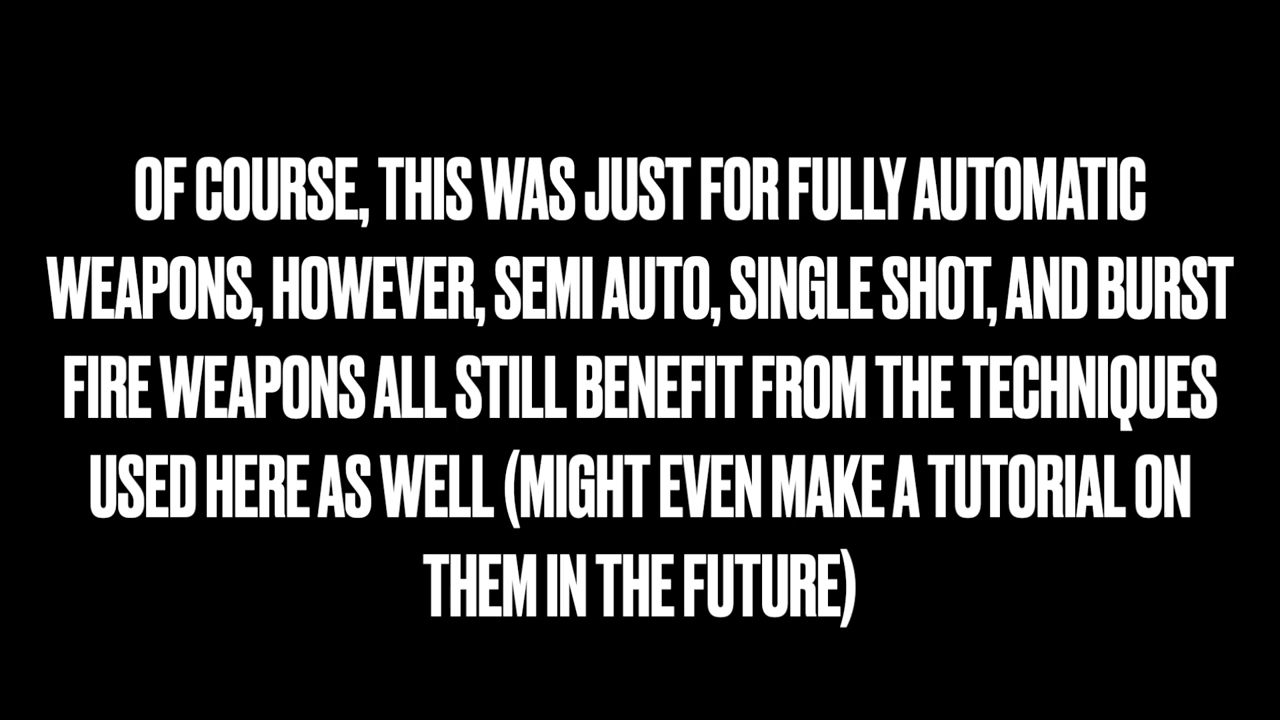 OF COURSE, THIS WAS JUST FOR FULLY AUTOMATIC
WEAPONS, HOWEVER, SEMI AUTO, SINGLE SHOT, AND BURST
FIRE WEAPONS ALL STILL BENEFIT FROM THE TECHNIQUES
USED HERE AS WELL (MIGHT EVEN MAKE A TUTORIAL ON
THEM IN THE FUTURE)